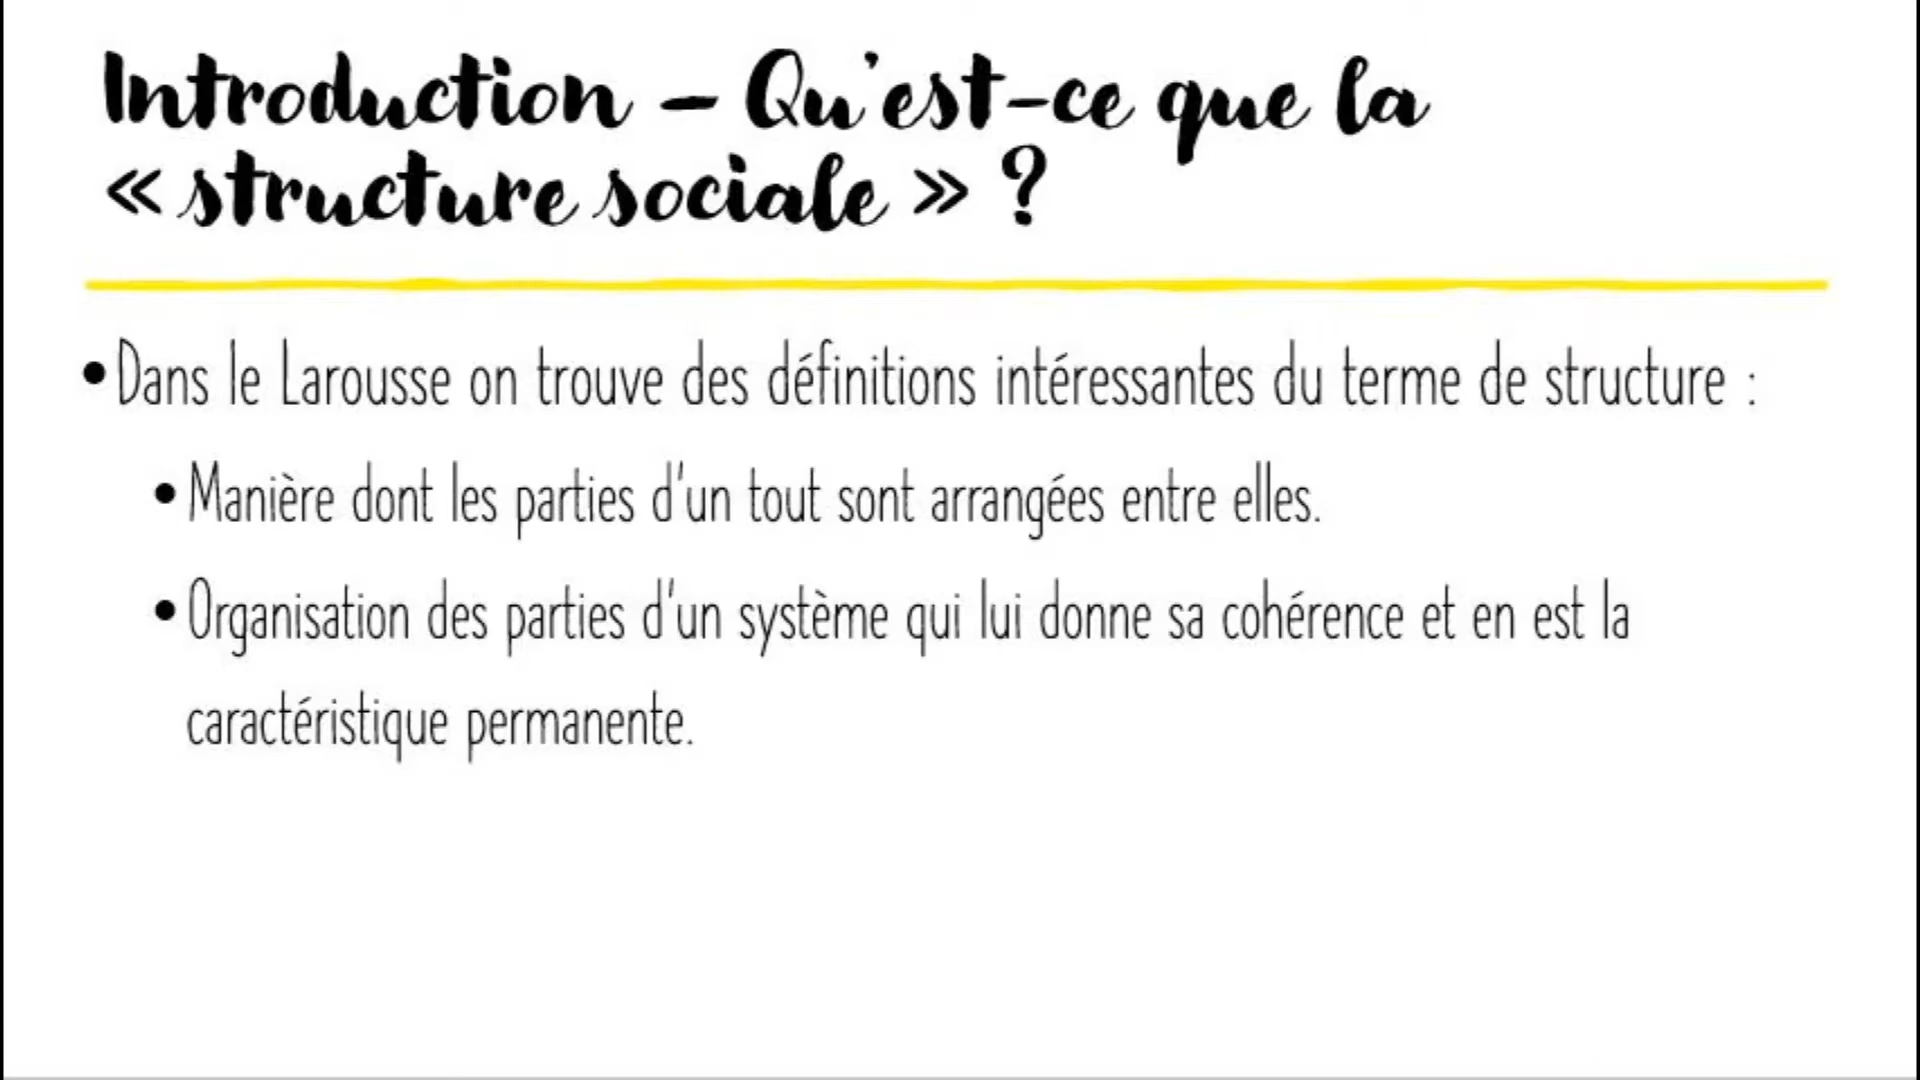 Introduction – Qu'est-ce que la
« structure sociale » ?
• Dans le Larousse on trouve des définitions intéressantes du terme de structure :
• Manière dont les parties d'un tout sont arrangées entre elles.
• Organisation des parties d'un système qui lui donne sa cohérence et en est la
caractéristique permanente.